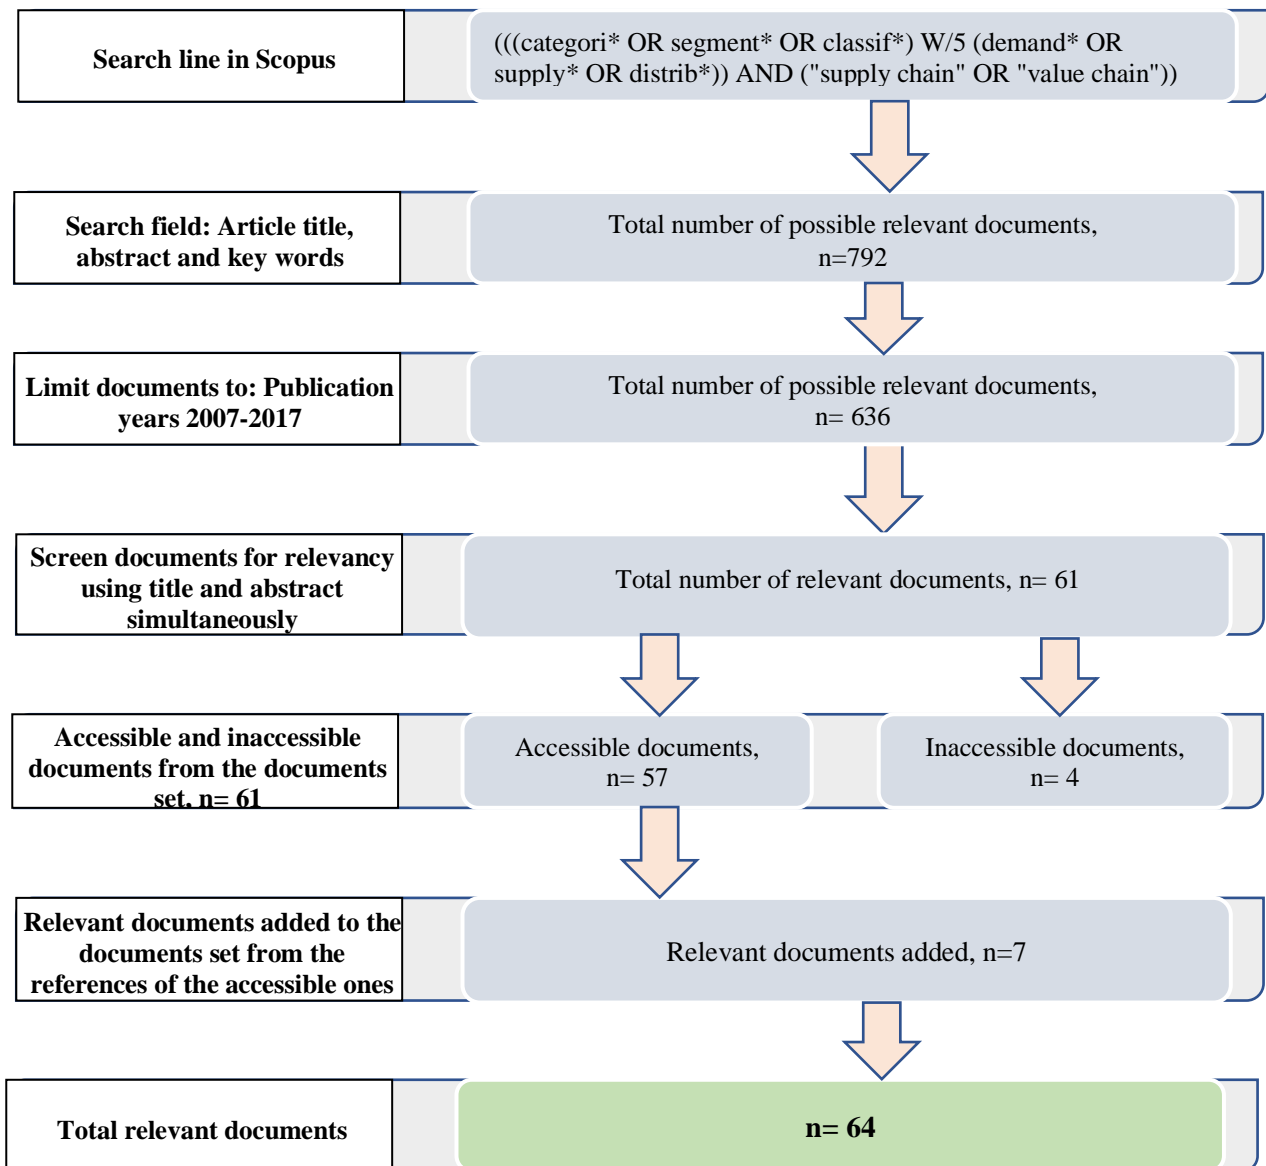 Search line in Scopus
(((categori* OR segment* OR classif*) W/5 (demand* OR
supply* OR distrib*)) AND ("supply chain" OR "value chain"))
Search field: Article title,
abstract and key words
Total number of possible relevant documents,
n=792
Limit documents to: Publication
years 2007-2017
Total number of possible relevant documents,
n= 636
Screen documents for relevancy
using title and abstract
simultaneously
Total number of relevant documents, n= 61
Accessible and inaccessible
documents from the documents
set, n= 61
Accessible documents,
n= 57
Inaccessible documents,
n= 4
Relevant documents added to the
documents set from the
references of the accessible ones
Relevant documents added, n=7
Total relevant documents
n= 64